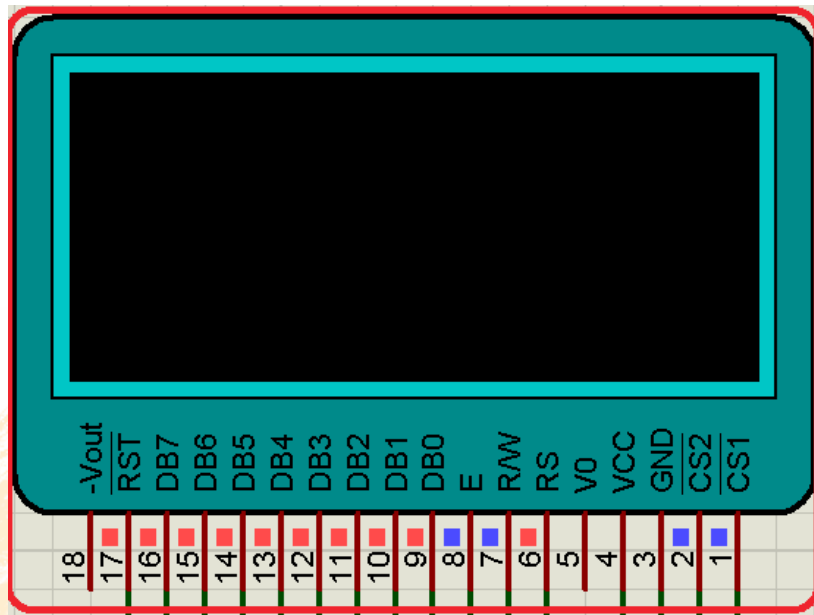 -Vout
RST
DB7
DB6
DB5
DB4
DB3
DB2
DB1
DB0
E
R/W
RS
V0
VCC
GND
CS2
CS1
18
17
16
15
14
13
12
11
10
9
8
7
6
5
4
3
2
1